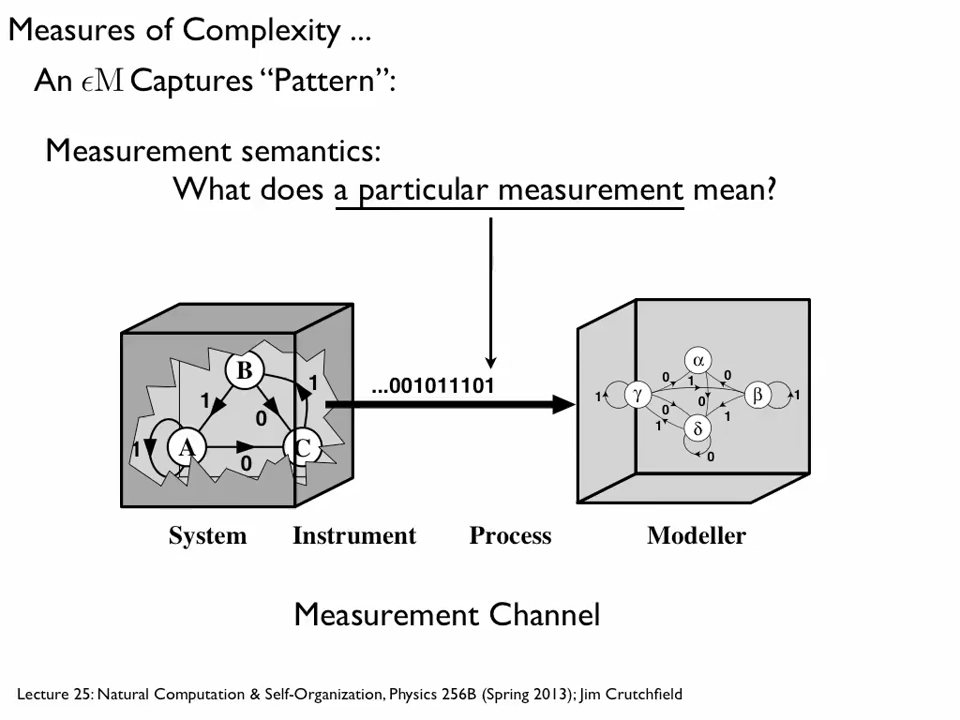 Measures of Complexity ...
An ϵM Captures “Pattern”:
Measurement semantics:
What does a particular measurement mean?
...001011101
B
1
1
0
1
A
C
0
α
0
1
0
1
γ
β
1
0
0
1
1
δ
0
System Instrument Process Modeller
Measurement Channel
Lecture 25: Natural Computation & Self-Organization, Physics 256B (Spring 2013); Jim Crutchfield